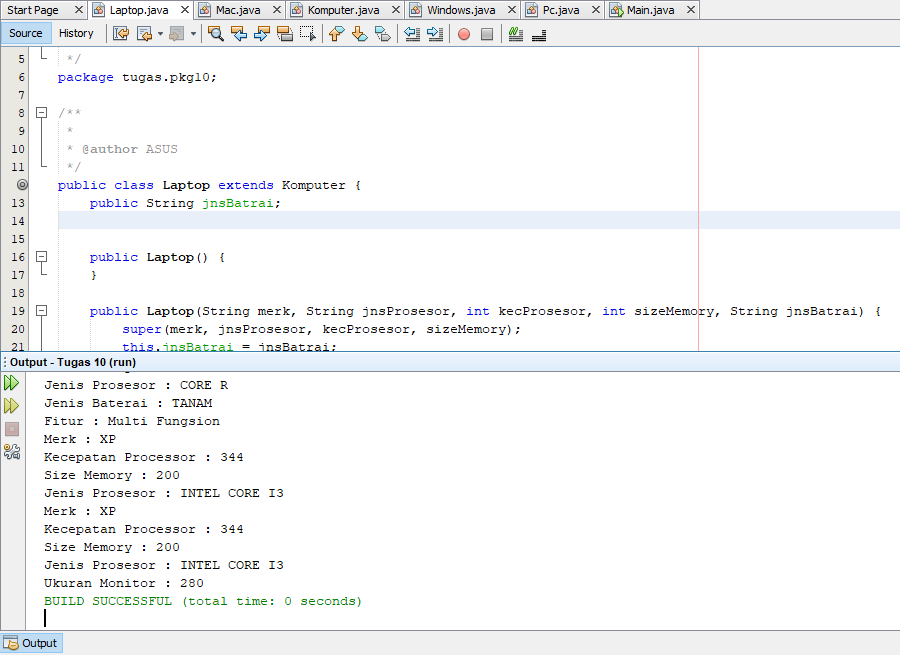 Start Page Laptop.java Mac.java Komputer.java Windows.java Pc.java Main.java
Source History
5 */
6 package tugas.pkg10;
7
8 /**
9 *
10 * @author ASUS
11 */
public class Laptop extends Komputer {
13 public String jnsBatrai;
14
15
16 public Laptop() {
17 }
18
19 public Laptop(String merk, String jnsProsesor, int kecProsesor, int sizeMemory, String jnsBatrai) {
20 super(merk, jnsProsesor, kecProsesor, sizeMemory);
21 this.jnsBatrai = jnsBatrai;
Output - Tugas 10 (run)
Jenis Prosesor : CORE R
Jenis Baterai : TANAM
Fitur : Multi Fungsion
Merk : XP
Kecepatan Processor : 344
Size Memory : 200
Jenis Prosesor : INTEL CORE I3
Merk : XP
Kecepatan Processor : 344
Size Memory : 200
Jenis Prosesor : INTEL CORE I3
Ukuran Monitor : 280
BUILD SUCCESSFUL (total time: 0 seconds)
Output